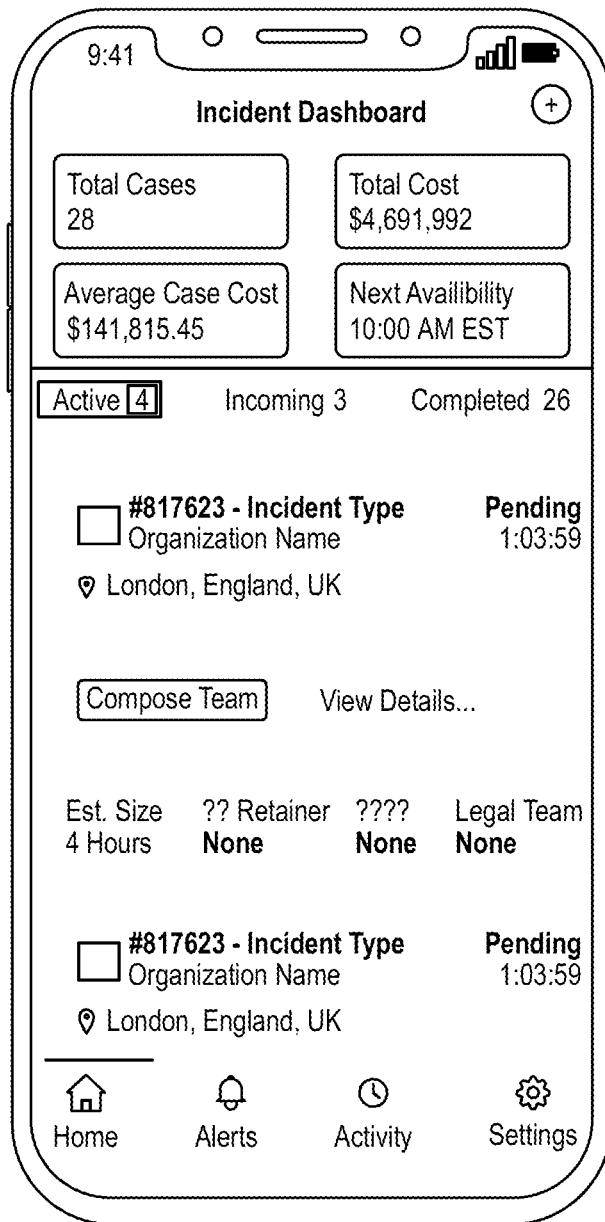 9:41
Incident Dashboard
+
Total Cases
28
Total Cost
$4,691,992
Average Case Cost
$141,815.45
Next Availibility
10:00 AM EST
Active 4 Incoming 3 Completed 26
#817623 - Incident Type Pending
Organization Name 1:03:59
London, England, UK
Compose Team View Details...
Est. Size ?? Retainer ???? Legal Team
4 Hours None None None
#817623 - Incident Type Pending
Organization Name 1:03:59
London, England, UK
Home Alerts Activity Settings